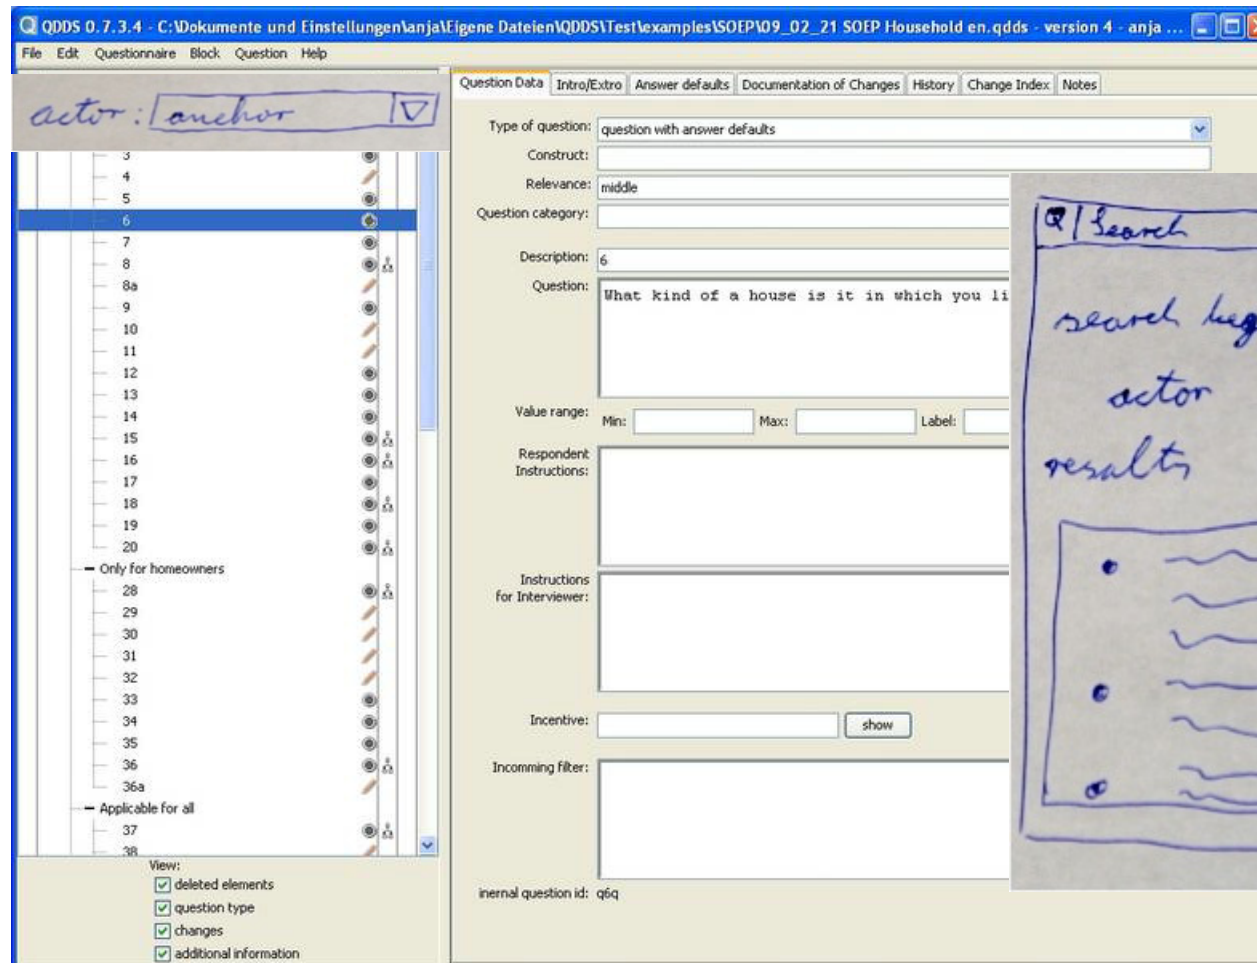 QDDS 0.7.3.4 - C:\Dokumente und Einstellungen\anja\Eigene Dateien\QDDS\Test\examples\SOEP\09_02_21 SOEP Household en.qdds - version 4 - anja ...
File Edit Questionnaire Block Question Help
actor: anchor
3
4
5
6
7
8
8a
9
10
11
12
13
14
15
16
17
18
19
20
Only for homeowners
28
29
30
31
32
33
34
35
36
36a
Applicable for all
37
38
View:
deleted elements
question type
changes
additional information
Question Data Intro/Extro Answer defaults Documentation of Changes History Change Index Notes
Type of question: question with answer defaults
Construct:
Relevance: middle
Question category:
Description: 6
Question: What kind of a house is it in which you li
Value range: Min: Max: Label:
Respondent
Instructions:
Instructions
for Interviewer:
Incentive: show
Incomming filter:
inernal question id: q6q
Q Search
search
actor
results